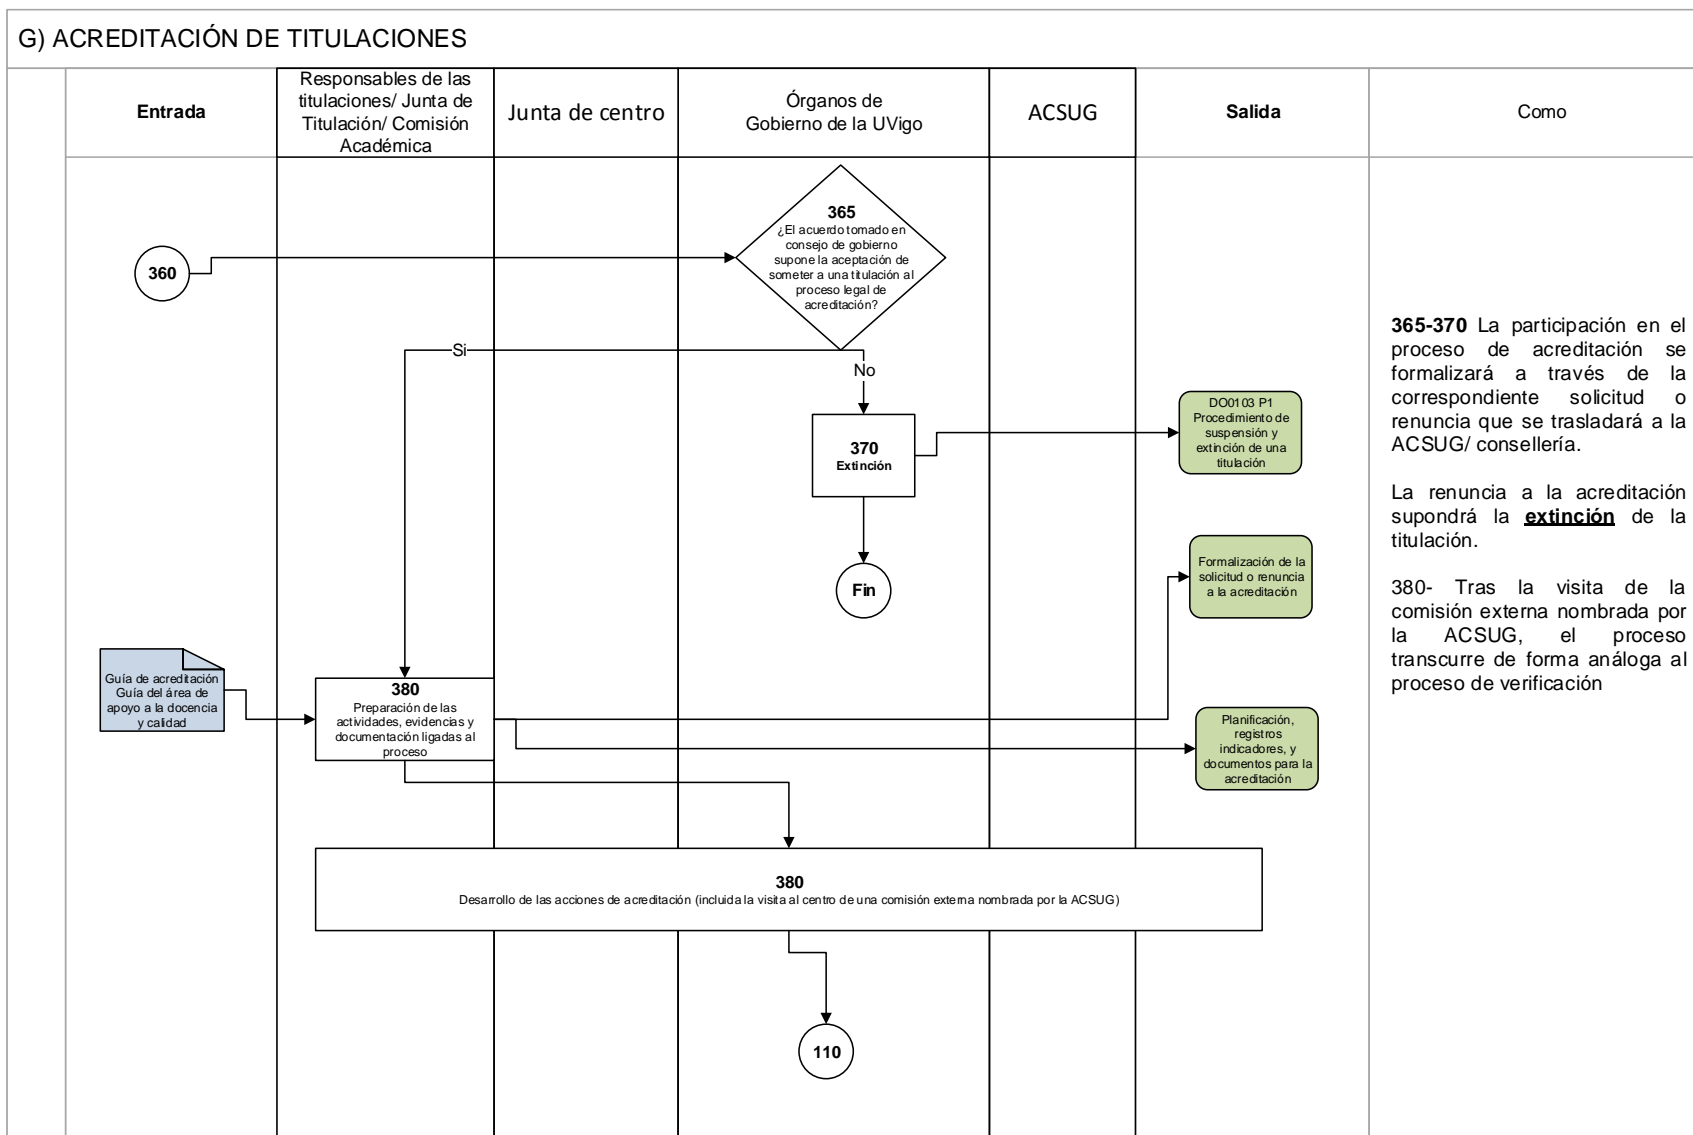 G) ACREDITACIÓN DE TITULACIONES
Entrada
Responsables de las
titulaciones/ Junta de
Titulación/ Comisión
Académica
Junta de centro
Órganos de
Gobierno de la UVigo
ACSUG
Salida
Como
360
365
¿El acuerdo tomado en
consejo de gobierno
supone la aceptación de
someter a una titulación al
proceso legal de
acreditación?
Si
No
370
Extinción
DO0103 P1
Procedimiento de
suspensión y
extinción de una
titulación
Fin
Formalización de la
solicitud o renuncia
a la acreditación
Guía de acreditación
Guía del área de
apoyo a la docencia
y calidad
380
Preparación de las
actividades, evidencias y
documentación ligadas al
proceso
Planificación,
registros
indicadores, y
documentos para la
acreditación
380
Desarrollo de las acciones de acreditación (incluida la visita al centro de una comisión externa nombrada por la ACSUG)
110
365-370 La participación en el
proceso de acreditación se
formalizará a través de la
correspondiente solicitud o
renuncia que se trasladará a la
ACSUG/ consellería.
La renuncia a la acreditación
supondrá la extinción de la
titulación.
380- Tras la visita de la
comisión externa nombrada por
la ACSUG, el proceso
transcurre de forma análoga al
proceso de verificación